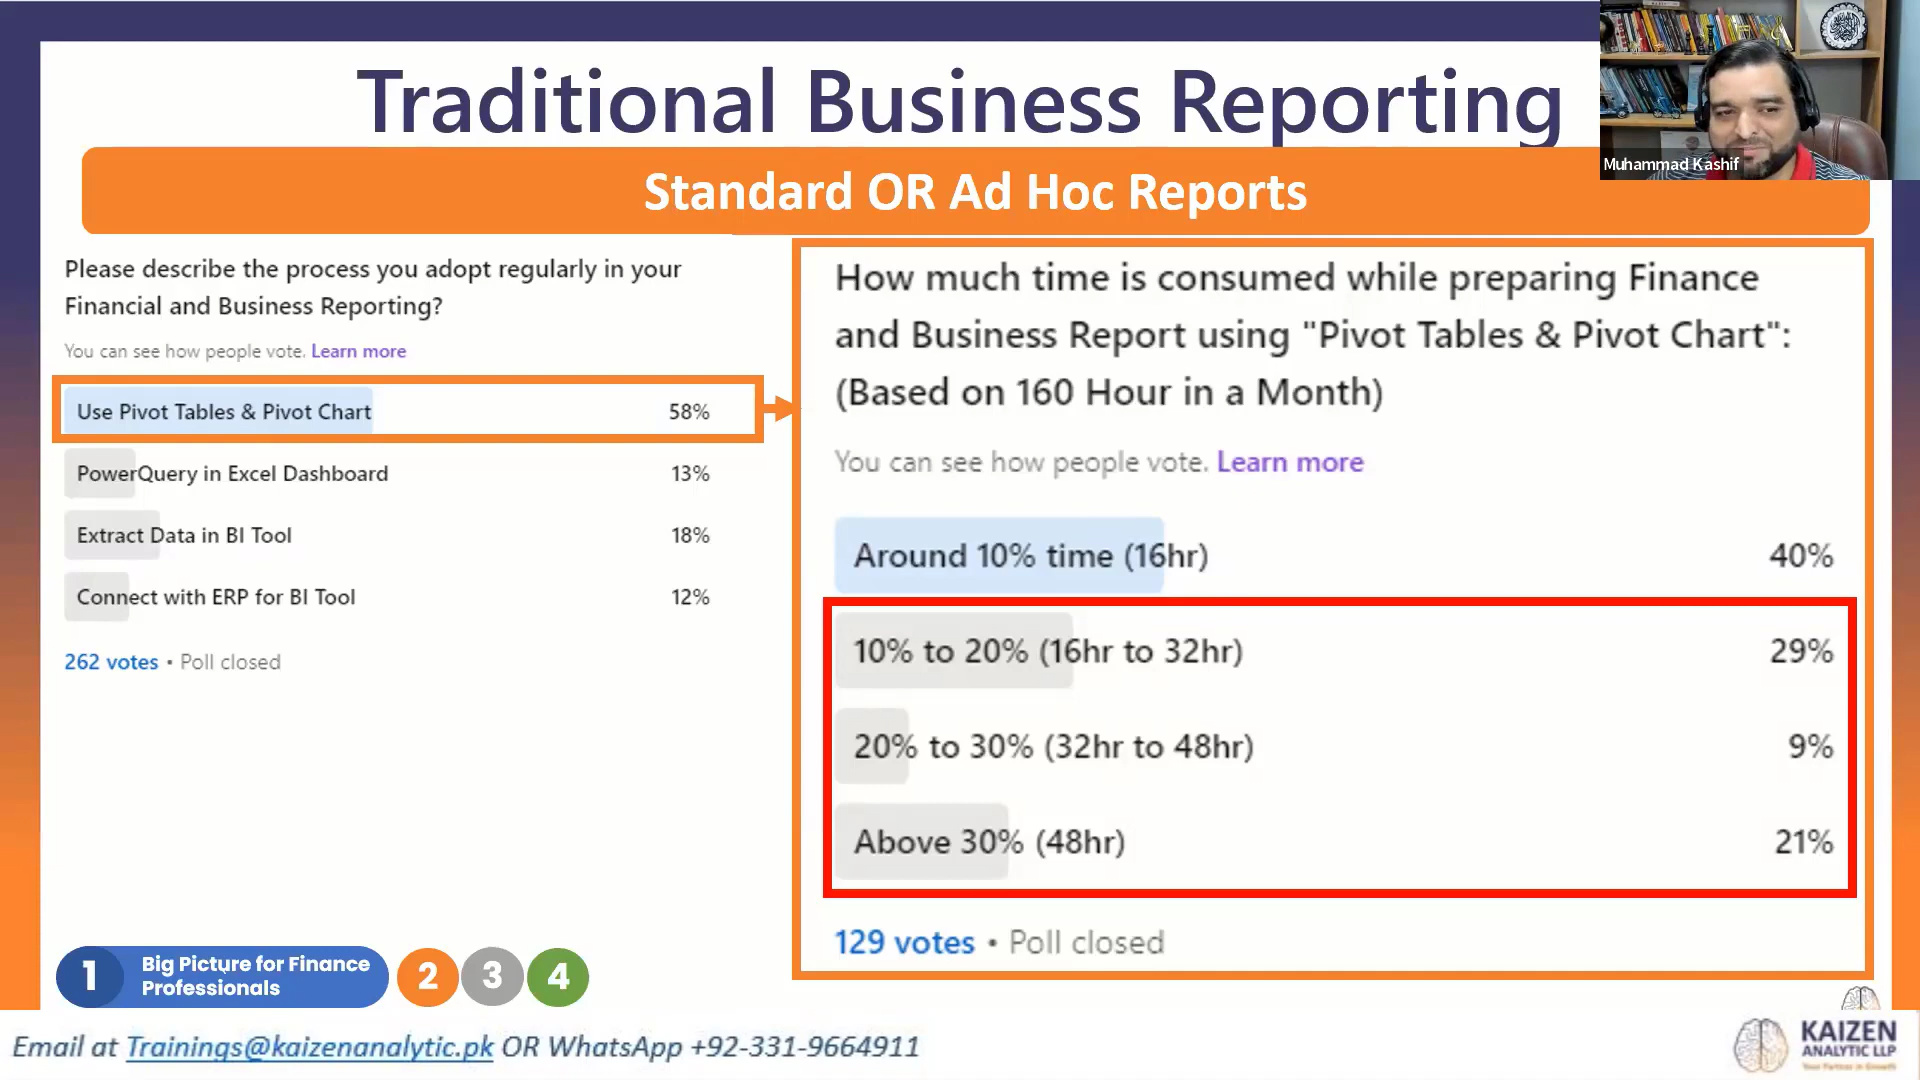 Traditional Business Reporting
Muhammad Kashif
Standard OR Ad Hoc Reports
Please describe the process you adopt regularly in your
Financial and Business Reporting?
You can see how people vote. Learn more
Use Pivot Tables & Pivot Chart 58%
PowerQuery in Excel Dashboard 13%
Extract Data in BI Tool 18%
Connect with ERP for BI Tool 12%
262 votes • Poll closed
How much time is consumed while preparing Finance
and Business Report using "Pivot Tables & Pivot Chart":
(Based on 160 Hour in a Month)
You can see how people vote. Learn more
Around 10% time (16hr) 40%
10% to 20% (16hr to 32hr) 29%
20% to 30% (32hr to 48hr) 9%
Above 30% (48hr) 21%
129 votes • Poll closed
1 Big Picture for Finance
Professionals
2 3 4
Email at Trainings@kaizenanalytic.pk OR WhatsApp +92-331-9664911
KAIZEN
ANALYTIC LLP
Your Partner in Growth